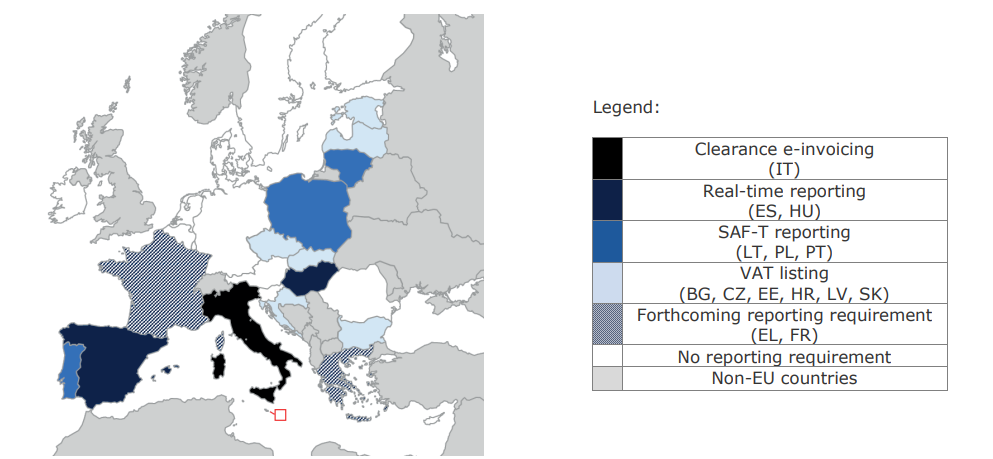 Legend:
Clearance e-invoicing
(IT)
Real-time reporting
(ES, HU)
SAF-T reporting
(LT, PL, PT)
VAT listing
(BG, CZ, EE, HR, LV, SK)
Forthcoming reporting requirement
(EL, FR)
No reporting requirement
Non-EU countries